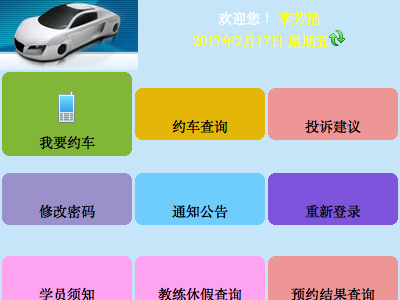 欢迎您！ 李芳艳
2017年2月17日 星期五
我要约车
约车查询
投诉建议
修改密码
通知公告
重新登录
学员须知
教练休假查询
预约结果查询